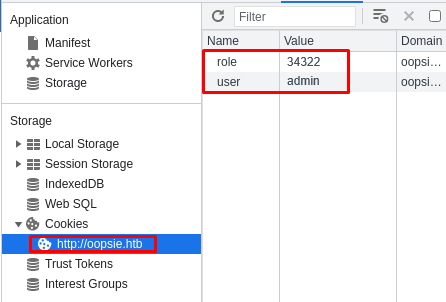 Application
Manifest
Service Workers
Storage
Storage
Local Storage
Session Storage
IndexedDB
Web SQL
Cookies
http://oopsie.htb
Trust Tokens
Interest Groups
Filter
Name Value Domain
role 34322 oopsi…
user admin oopsi…